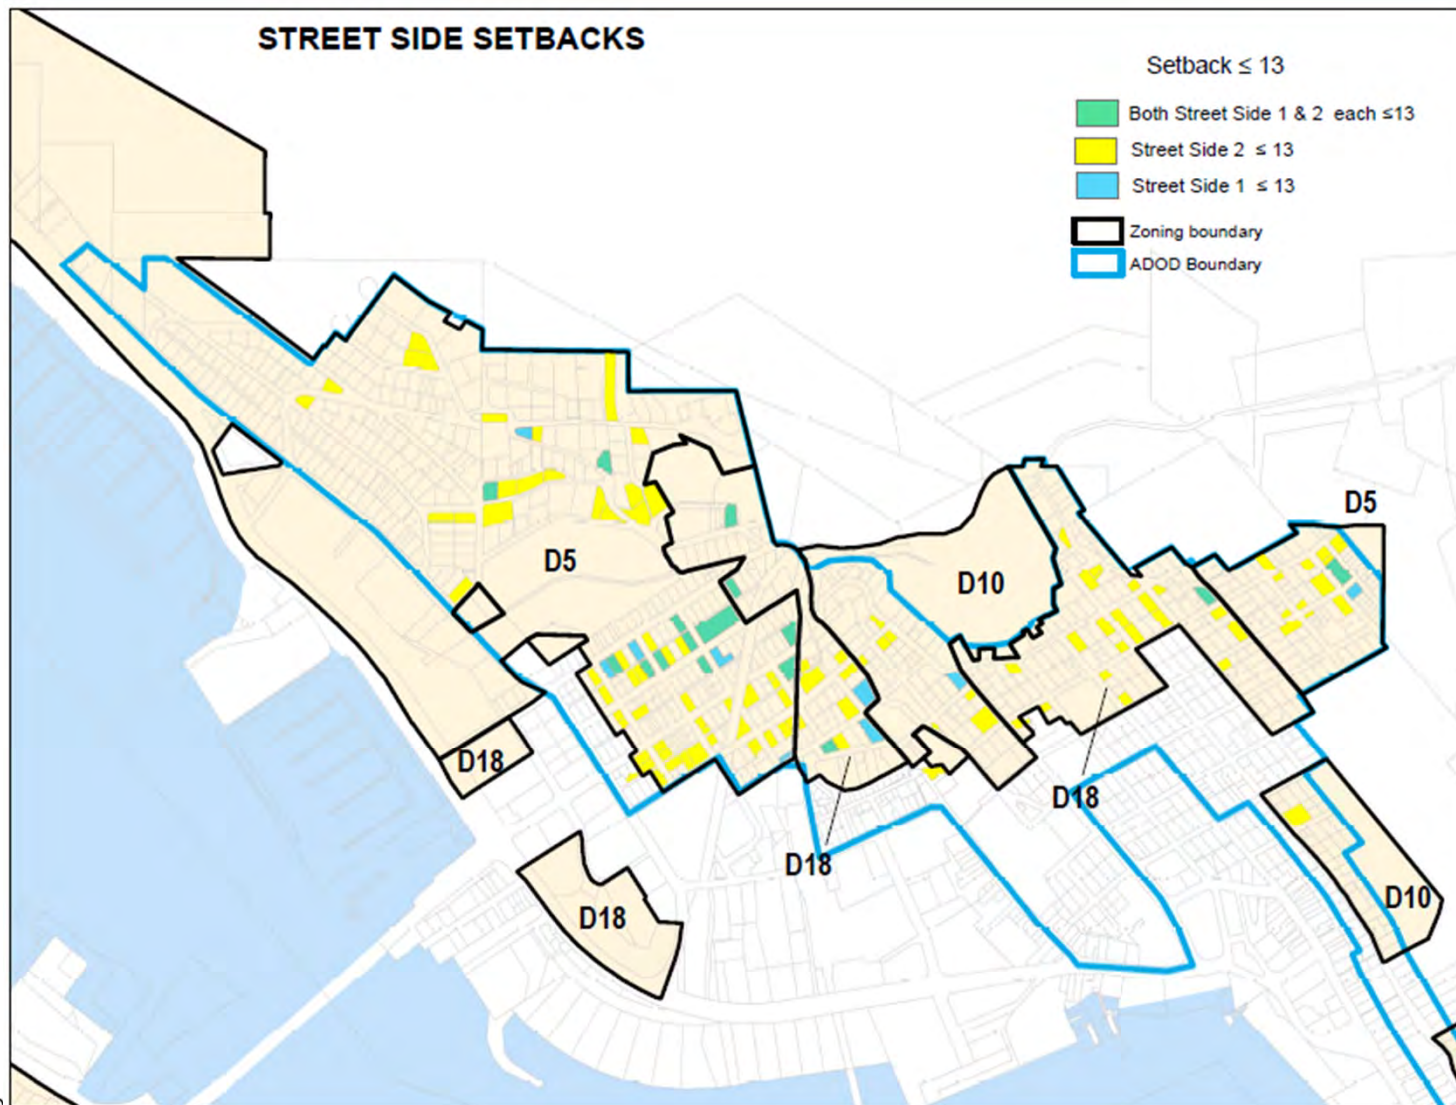 STREET SIDE SETBACKS
Setback ≤ 13
Both Street Side 1 & 2 each ≤13
Street Side 2 ≤ 13
Street Side 1 ≤ 13
Zoning boundary
ADOD Boundary
D5
D5
D10
D18
D18
D18
D10
D18